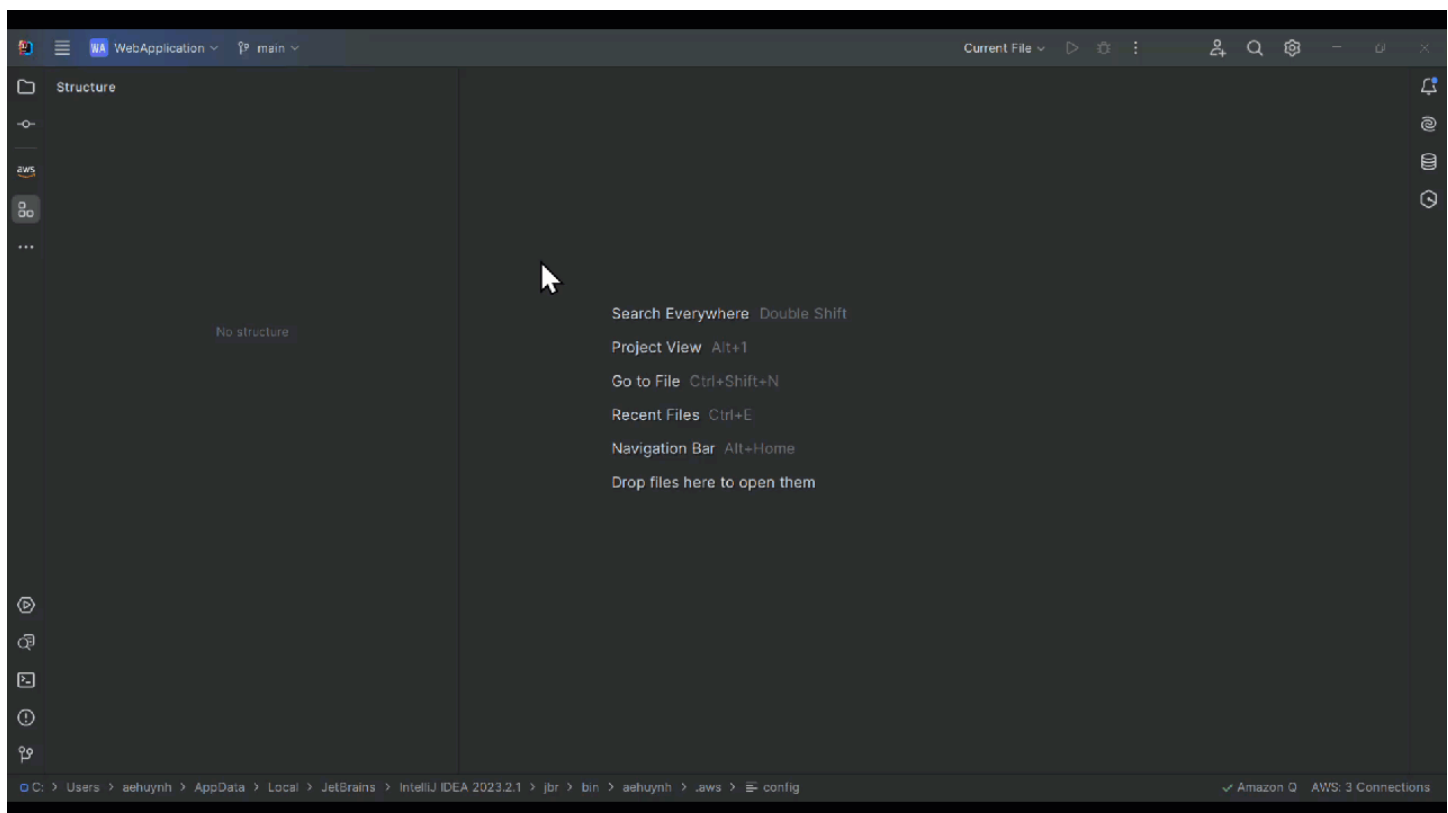 WA WebApplication main Current File
Structure
aws
No structure
Search Everywhere Double Shift
Project View Alt+1
Go to File Ctrl+Shift+N
Recent Files Ctrl+E
Navigation Bar Alt+Home
Drop files here to open them
C: > Users > aehuynh > AppData > Local > JetBrains > IntelliJ IDEA 2023.2.1 > jbr > bin > aehuynh > .aws > config Amazon Q AWS: 3 Connections